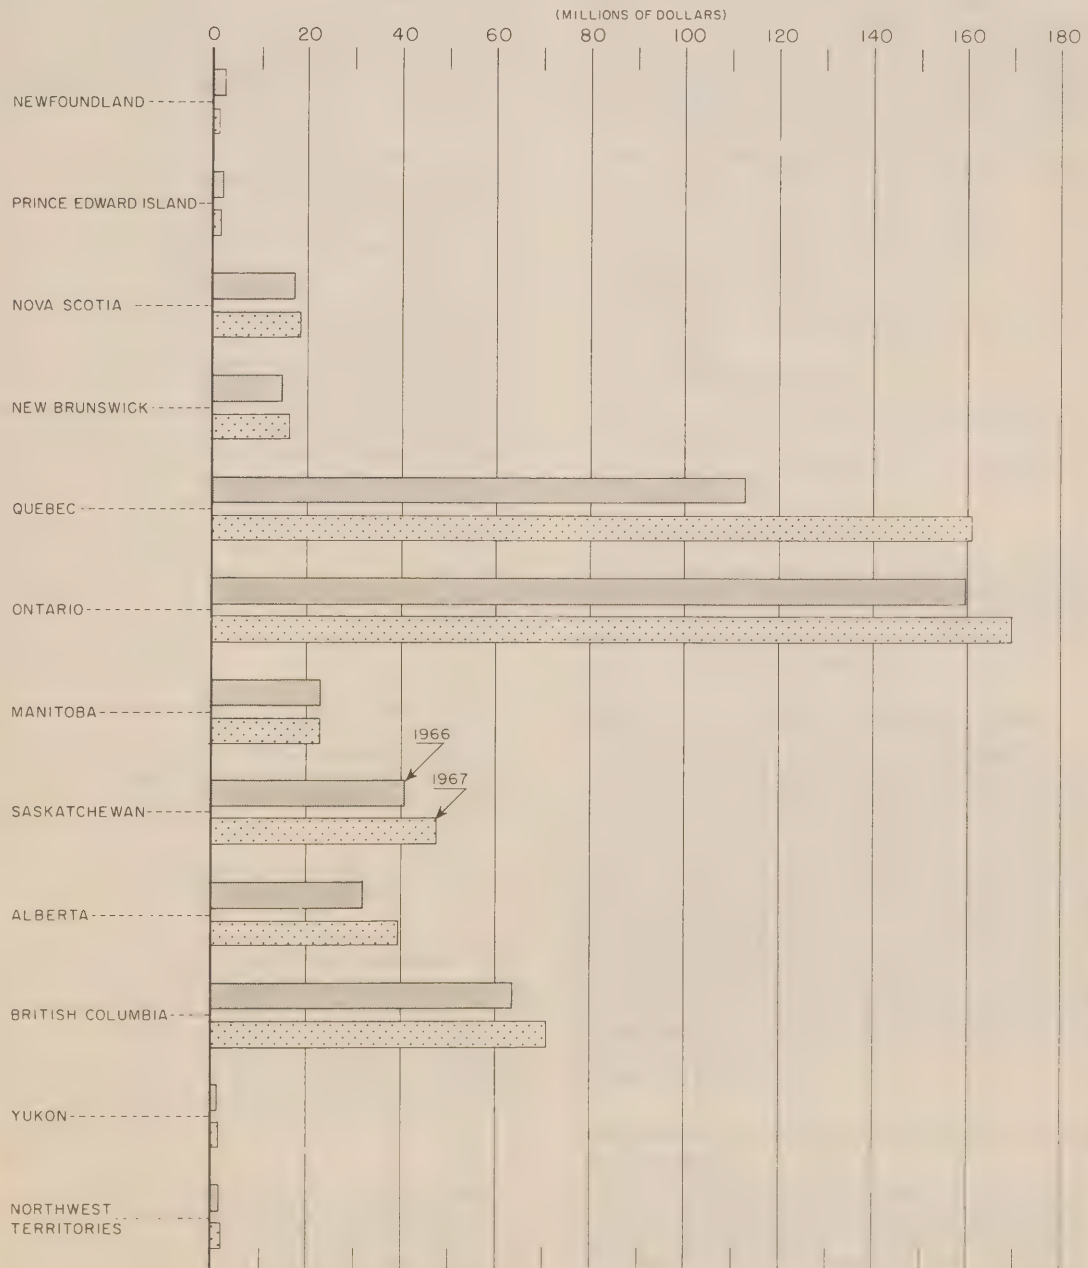 (MILLIONS OF DOLLARS)
0 20 40 60 80 100 120 140 160 180
NEWFOUNDLAND
PRINCE EDWARD ISLAND
NOVA SCOTIA
NEW BRUNSWICK
QUEBEC
ONTARIO
MANITOBA
1966
1967
SASKATCHEWAN
ALBERTA
BRITISH COLUMBIA
YUKON
NORTHWEST
TERRITORIES